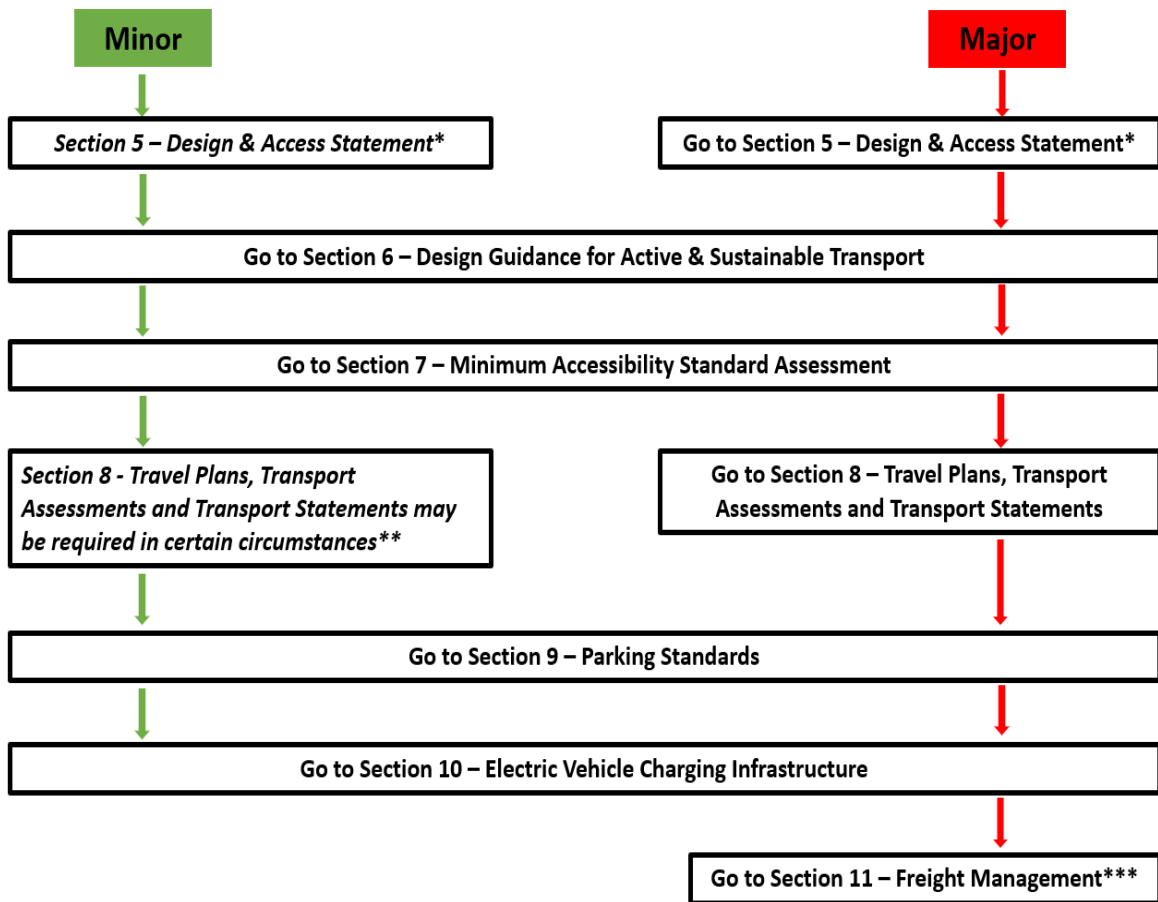 Minor
Major
Section 5 – Design & Access Statement*
Go to Section 5 – Design & Access Statement*
Go to Section 6 – Design Guidance for Active & Sustainable Transport
Go to Section 7 – Minimum Accessibility Standard Assessment
Section 8 - Travel Plans, Transport
Assessments and Transport Statements may
be required in certain circumstances**
Go to Section 8 – Travel Plans, Transport
Assessments and Transport Statements
Go to Section 9 – Parking Standards
Go to Section 10 – Electric Vehicle Charging Infrastructure
Go to Section 11 – Freight Management***